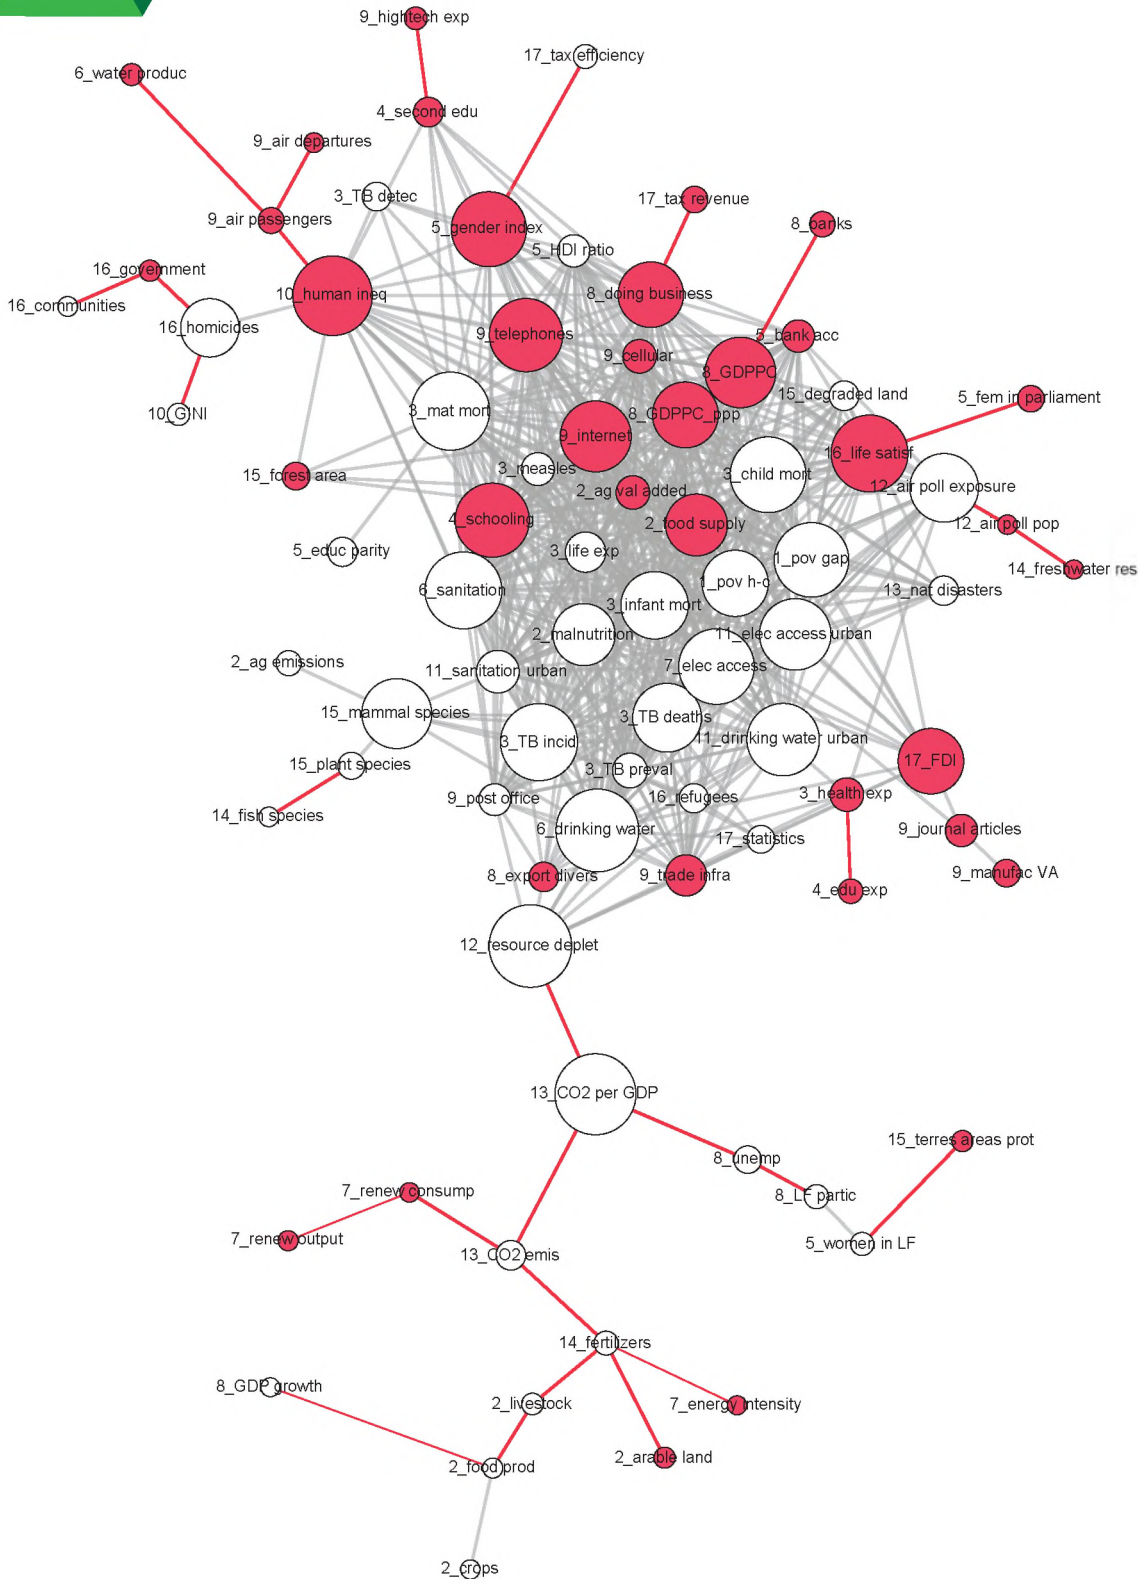 9_hightech exp
17_tax efficiency
6_water produc
4_second edu
9_air departures
3_TB detec
17_tax revenue
9_air passengers
5_gender index
8_banks
5_HDI ratio
16_government
10_human ineq
8_doing business
16_communities
16_homicides
9_telephones
5_bank acc
9_cellular
8_GDPPC
15_degraded land
5_fem in parliament
10_GINI
3_mat mort
8_GDPPC_ppp
9_internet
16_life satisf
15_forest area
3_measles
3_child mort
12_air poll exposure
2_ag val added
4_schooling
2_food supply
12_air poll pop
5_educ parity
3_life exp
1_pov gap
14_freshwater res
6_sanitation
1_pov h-c
13_nat disasters
3_infant mort
2_malnutrition
11_elec access urban
2_ag emissions
11_sanitation urban
7_elec access
15_mammal species
3_TB deaths
3_TB incid
11_drinking water urban
15_plant species
3_TB preval
17_FDI
9_post office
16_refugees
3_health exp
14_fish species
6_drinking water
17_statistics
9_journal articles
8_export divers
9_trade infra
9_manufac VA
4_edu exp
12_resource deplet
13_CO2 per GDP
15_terres areas prot
8_unemp
7_renew consump
8_LF partic
7_renew output
13_CO2 emis
5_women in LF
14_fertilizers
8_GDP growth
2_livestock
7_energy intensity
2_arable land
2_food prod
2_crops